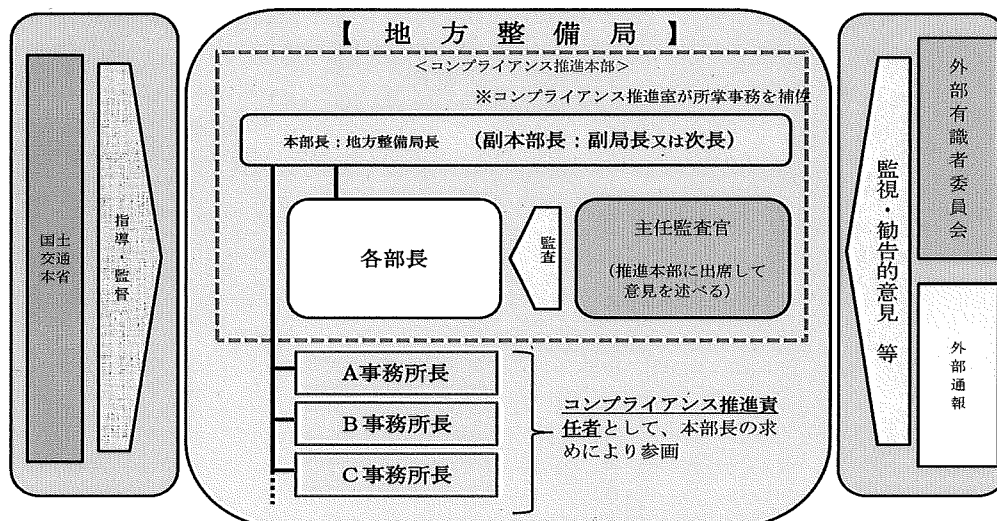 【 地 方 整 備 局 】
＜コンプライアンス推進本部＞
※コンプライアンス推進室が所掌事務を補佐
本部長：地方整備局長　（副本部長：副局長又は次長）
国土
交通
本省
指導・監督
各部長
監査
主任監査官
（推進本部に出席して
意見を述べる）
A事務所長
B事務所長
C事務所長
コンプライアンス推進責
任者として、本部長の求
めにより参画
監視・勧告的意見　等
外部有識者委員会
外部通報